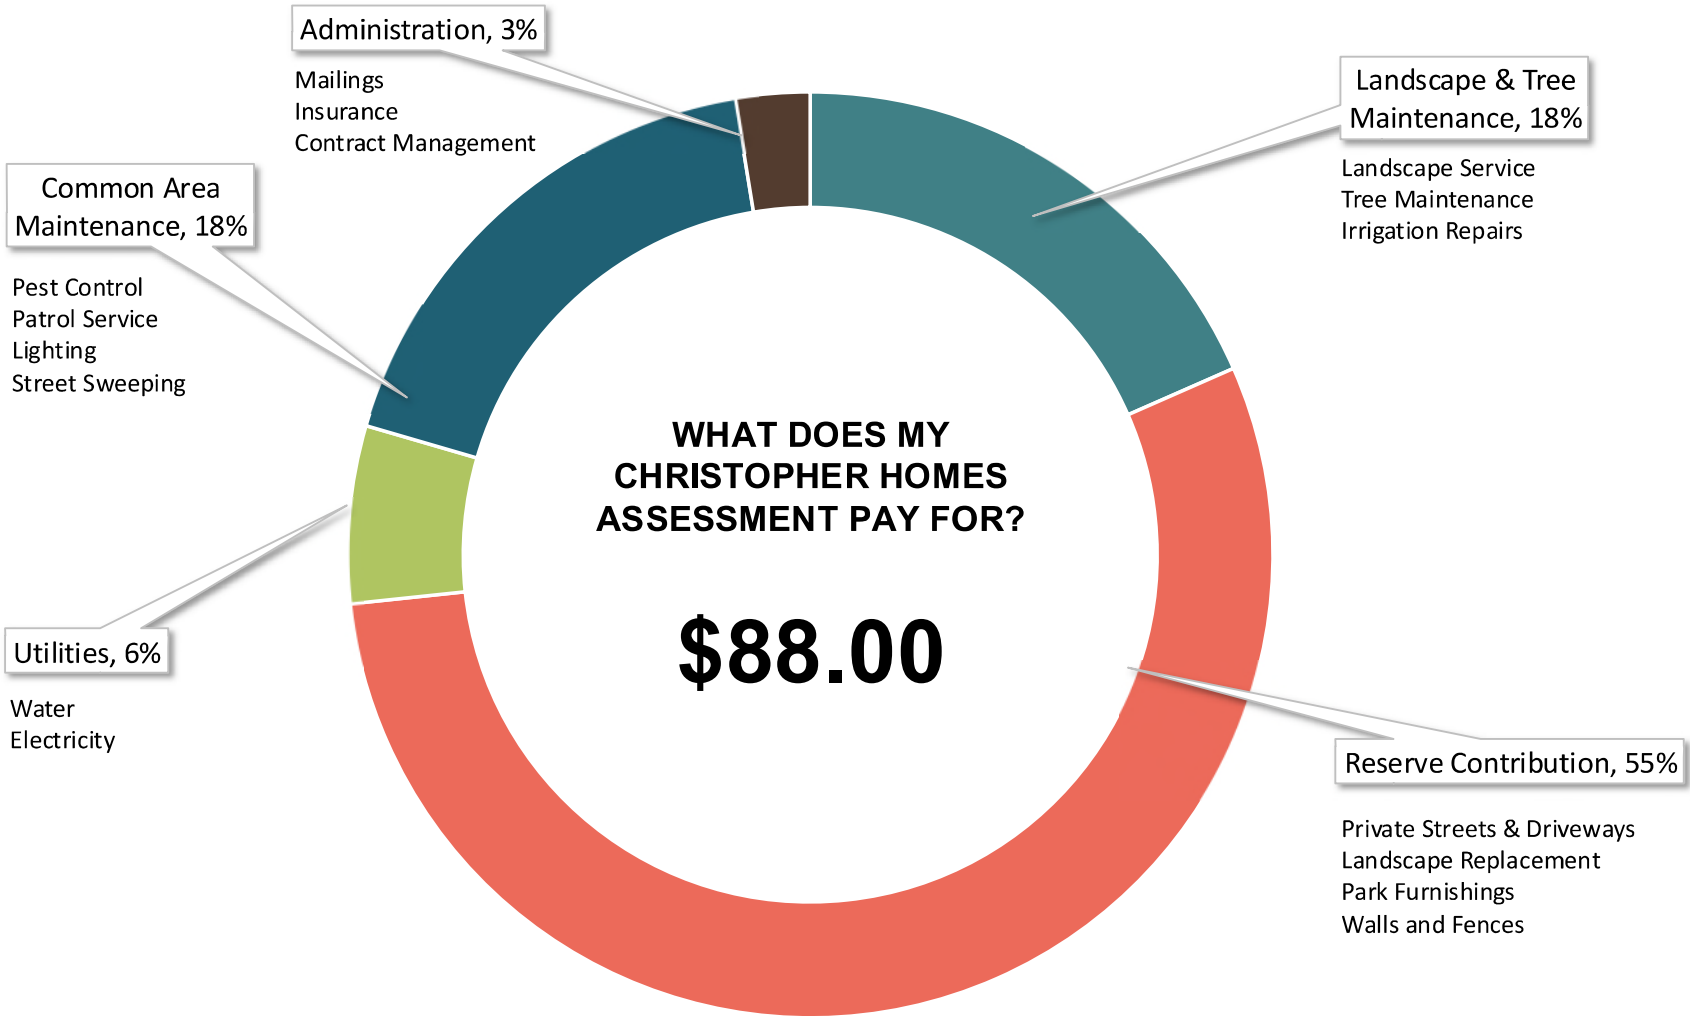 Administration, 3%
Mailings
Insurance
Contract Management
Landscape & Tree
Maintenance, 18%
Landscape Service
Tree Maintenance
Irrigation Repairs
Common Area
Maintenance, 18%
Pest Control
Patrol Service
Lighting
Street Sweeping
WHAT DOES MY
CHRISTOPHER HOMES
ASSESSMENT PAY FOR?
$88.00
Utilities, 6%
Water
Electricity
Reserve Contribution, 55%
Private Streets & Driveways
Landscape Replacement
Park Furnishings
Walls and Fences